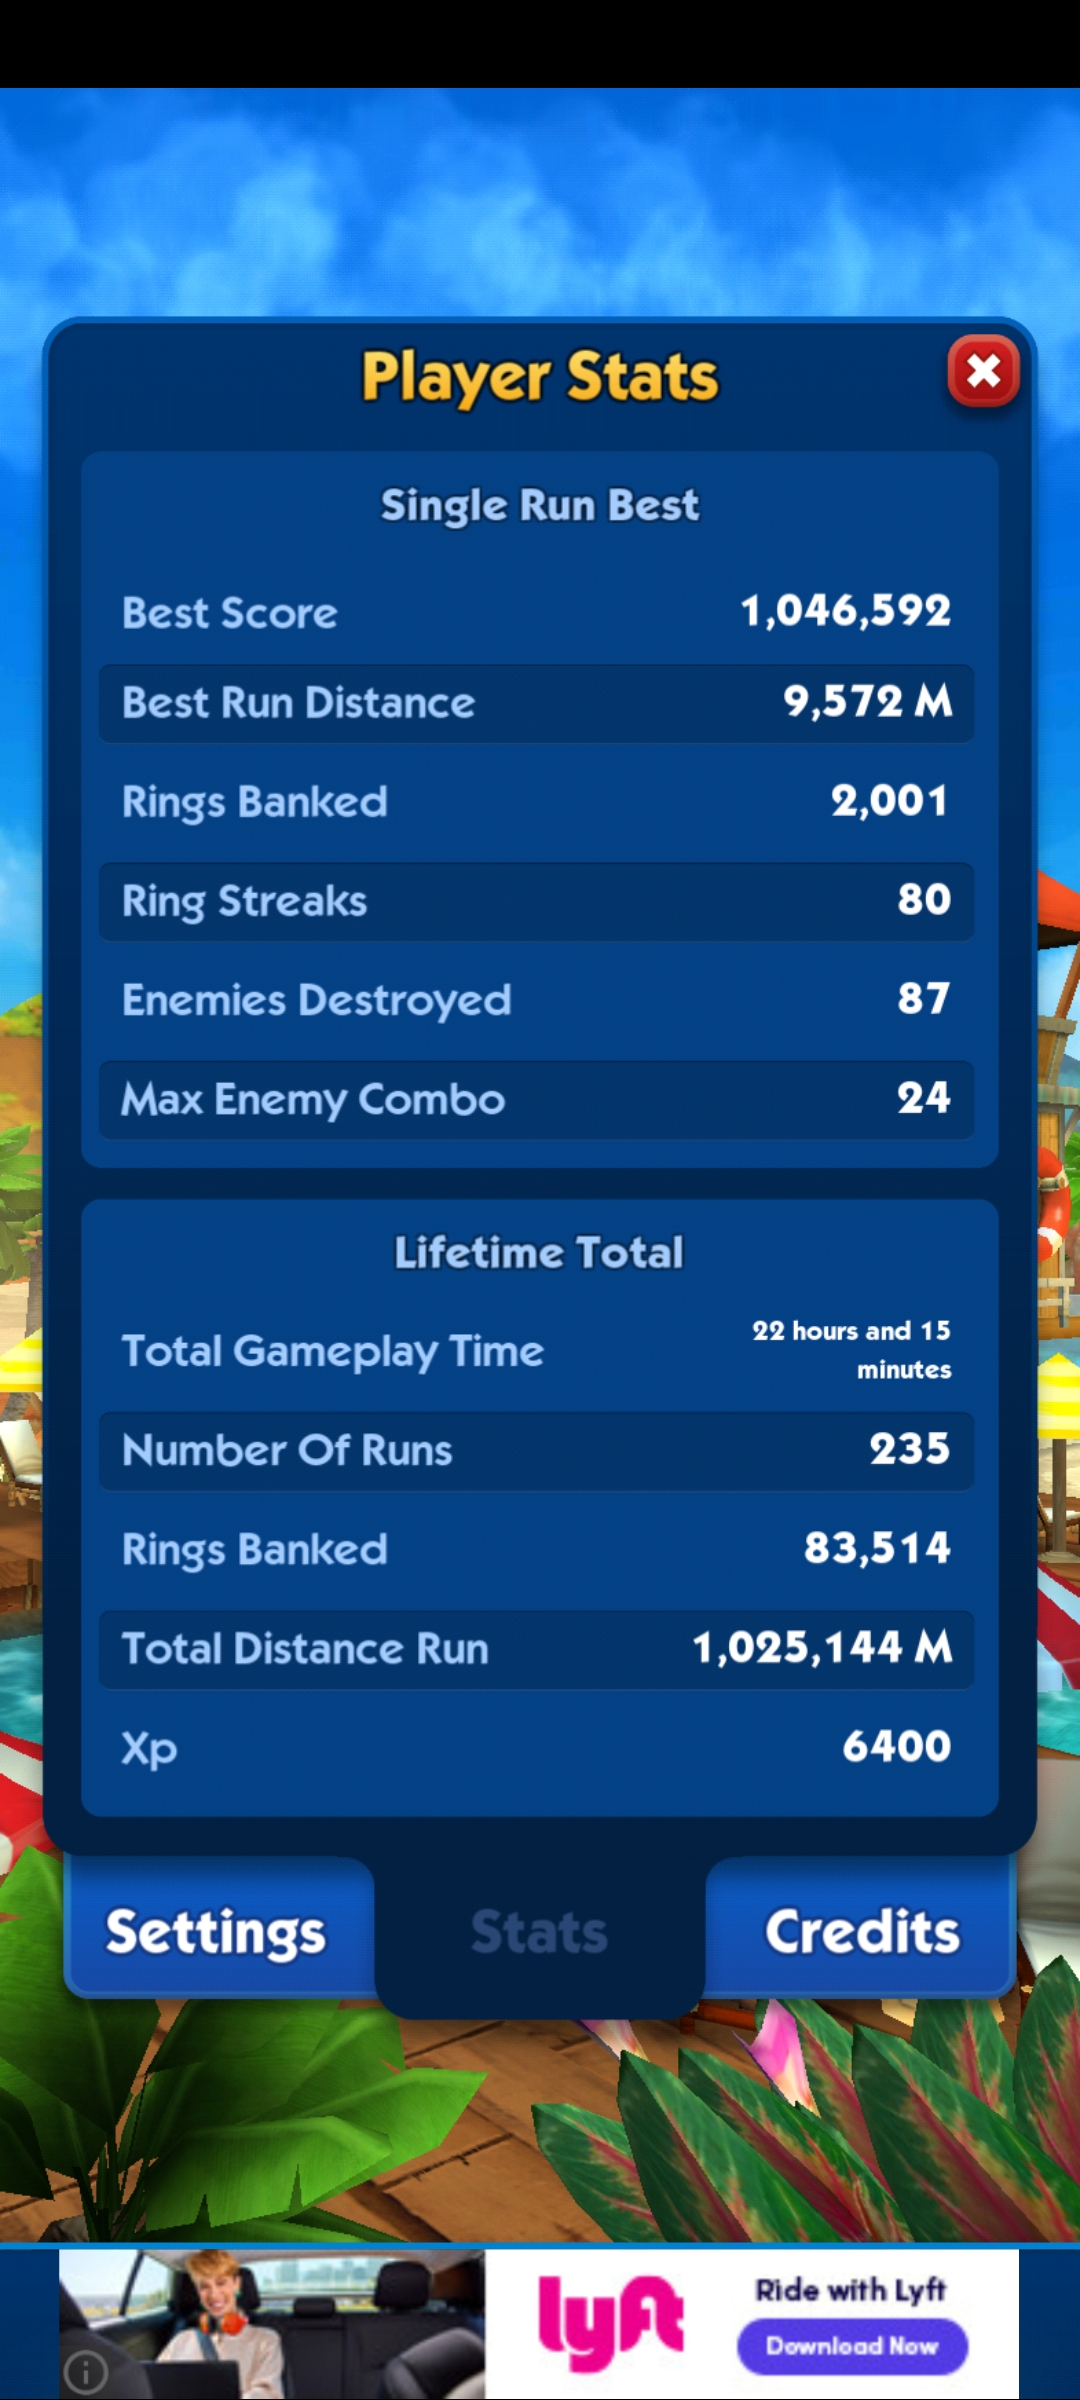 Player Stats
Single Run Best
Best Score 1,046,592
Best Run Distance 9,572 M
Rings Banked 2,001
Ring Streaks 80
Enemies Destroyed 87
Max Enemy Combo 24
Lifetime Total
Total Gameplay Time 22 hours and 15
minutes
Number Of Runs 235
Rings Banked 83,514
Total Distance Run 1,025,144 M
Xp 6400
Settings Stats Credits
lyft
Ride with Lyft
Download Now